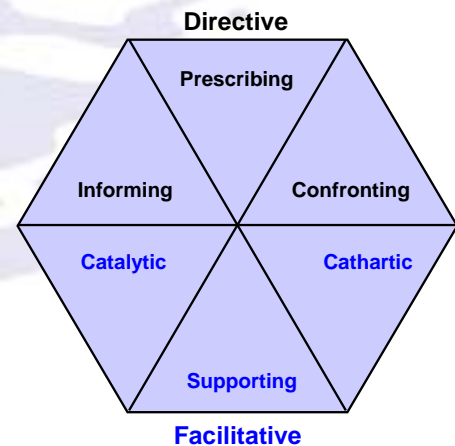 Directive
Prescribing
Informing Confronting
Catalytic Cathartic
Supporting
Facilitative